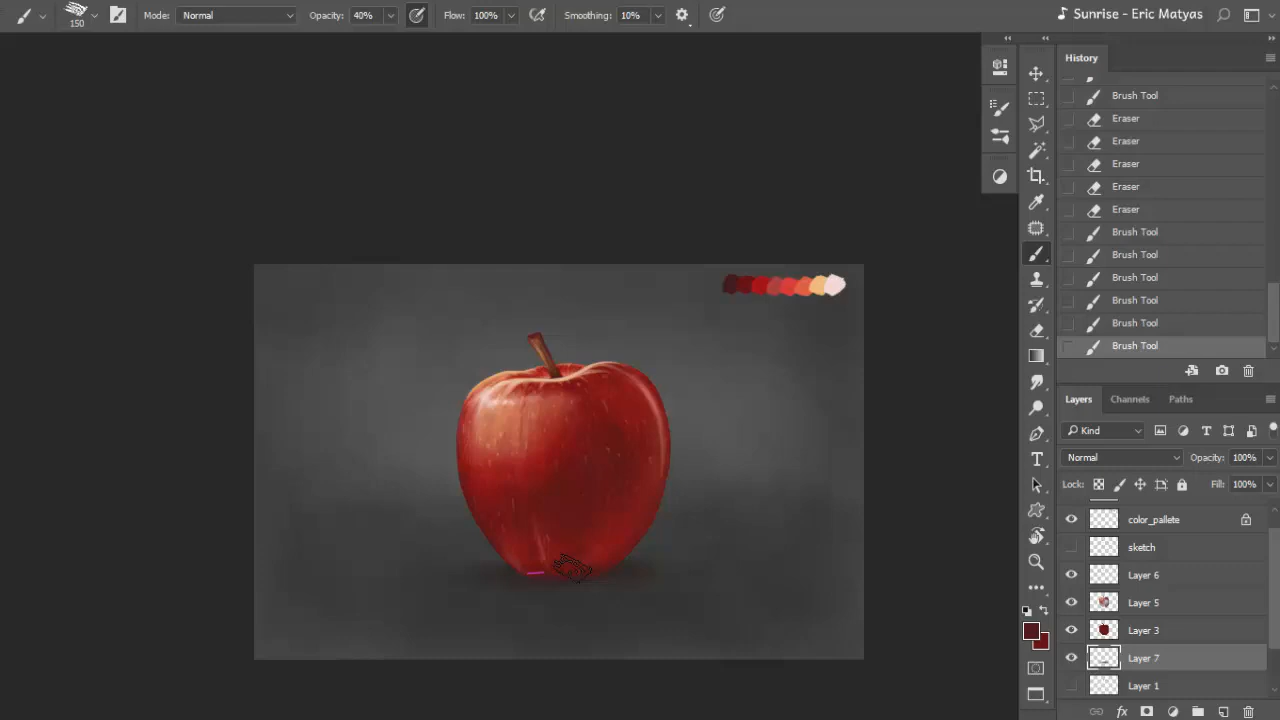 Mode: Normal Opacity: 40% Flow: 100% Smoothing: 10% Sunrise - Eric Matyas
150
History
Brush Tool
Eraser
Eraser
Eraser
Eraser
Eraser
Brush Tool
Brush Tool
Brush Tool
Brush Tool
Brush Tool
Brush Tool
Layers Channels Paths
Kind
Normal Opacity: 100%
Lock: Fill: 100%
color_pallete
sketch
Layer 6
Layer 5
Layer 3
Layer 7
Layer 1